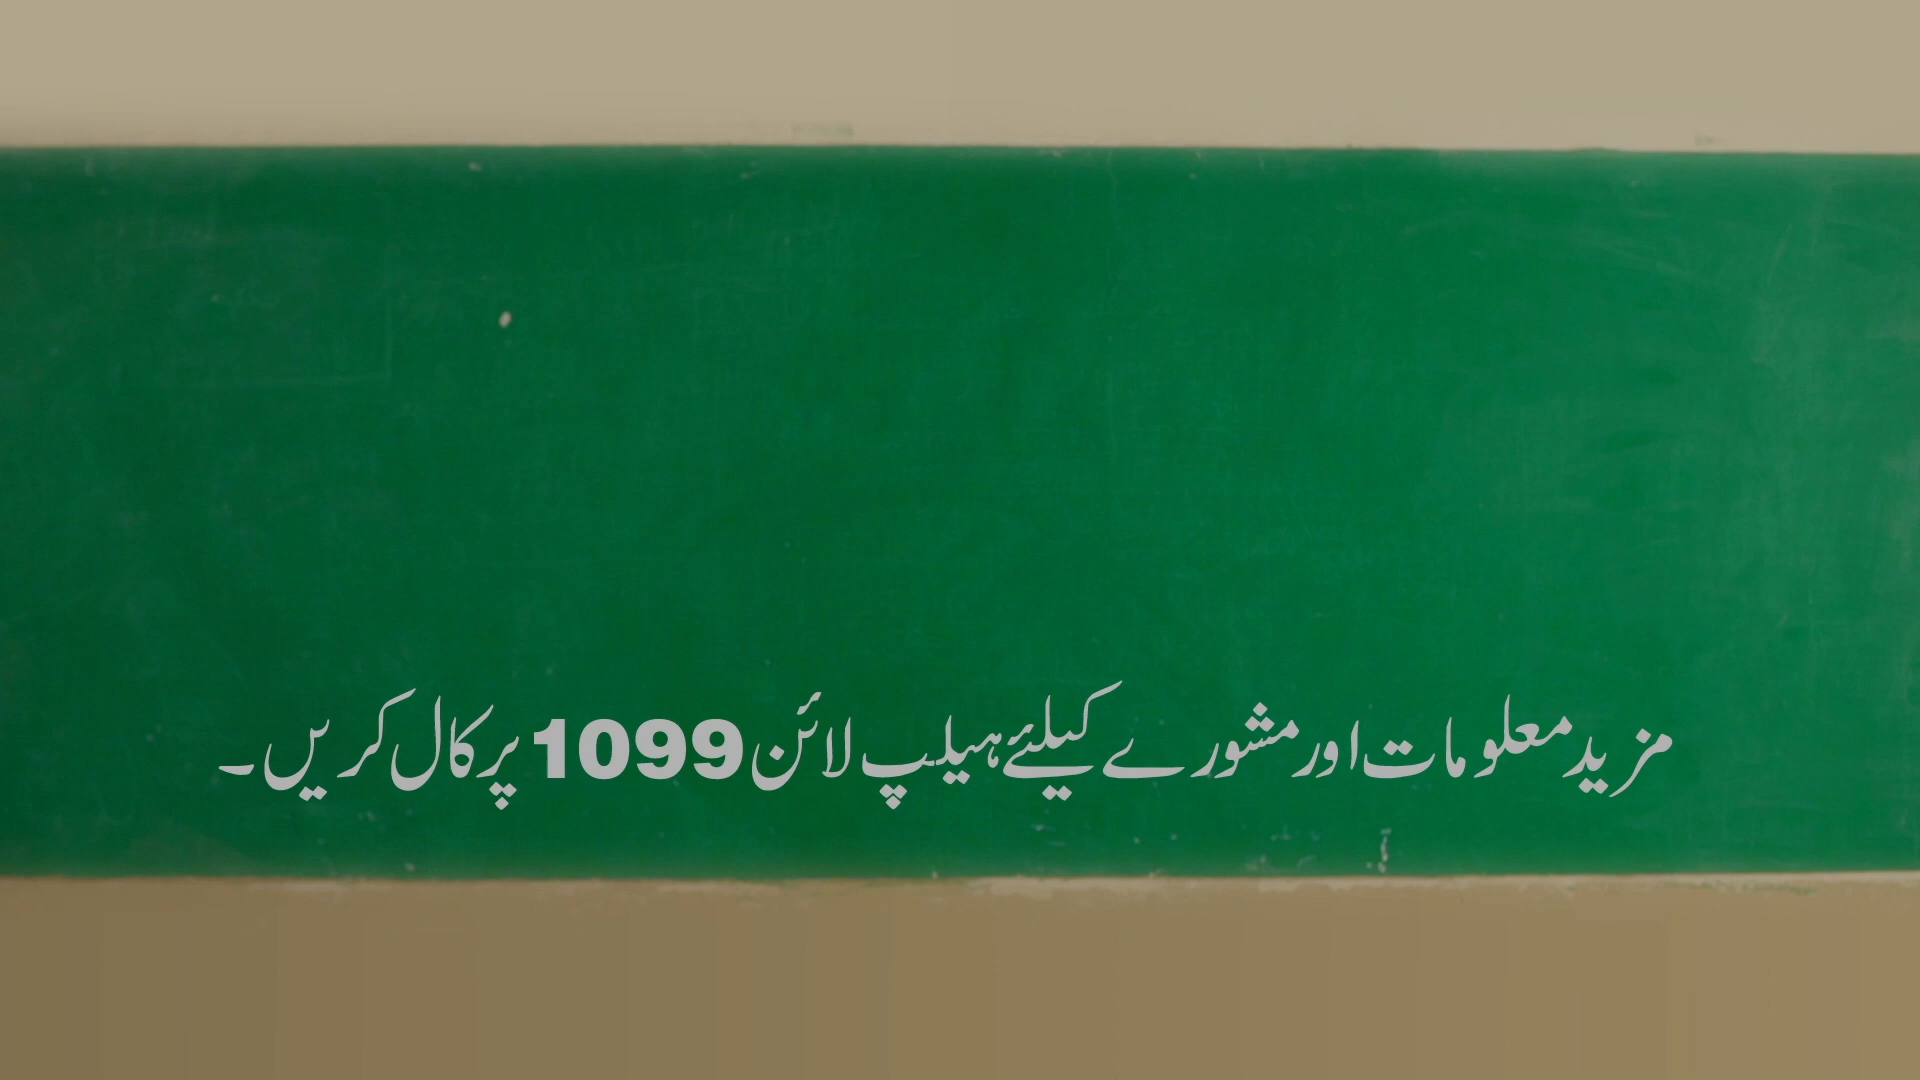 مزید معلومات اور مشورے کیلئے ہیلپ لائن 1099 پر کال کریں۔